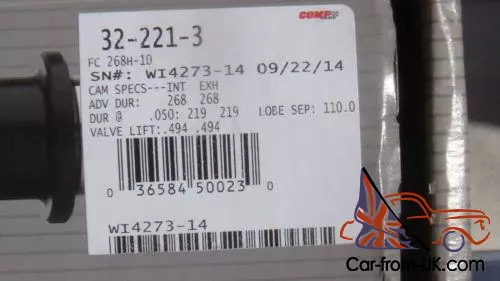 COMP
32-221-3
FC 268H-10
SN#: WI4273-14 09/22/14
CAM SPECS---INT EXH
ADV DUR: 268 268
DUR @ .050: 219 219 LOBE SEP: 110.0
VALVE LIFT: .494 .494
0 36584 50023 0
WI4273-14
Car-from-UK.com